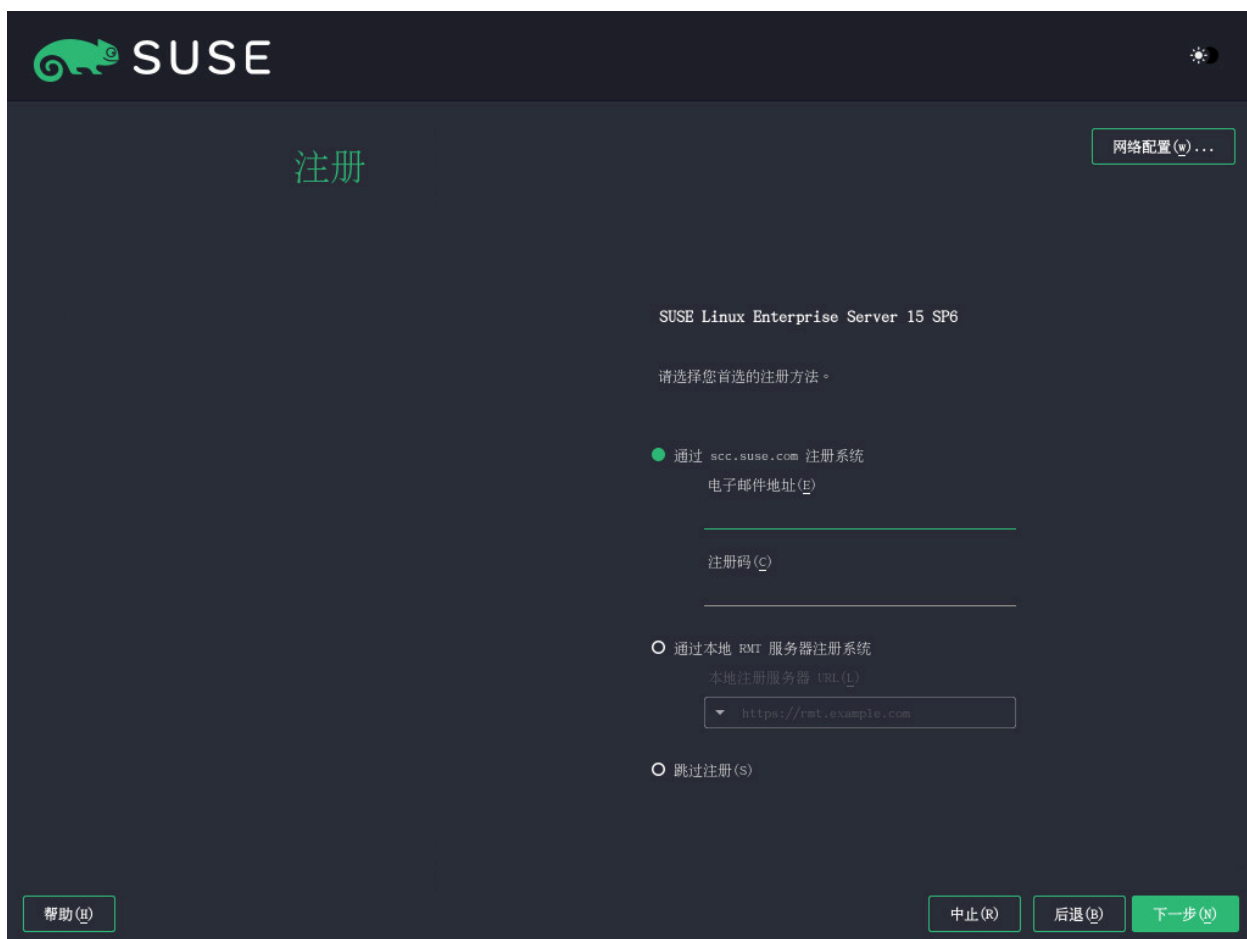 SUSE
网络配置(w)...
注册
SUSE Linux Enterprise Server 15 SP6
请选择您首选的注册方法。
通过 scc.suse.com 注册系统
电子邮件地址(E)
注册码(C)
通过本地 RMT 服务器注册系统
本地注册服务器 URL(L)
https://rmt.example.com
跳过注册(S)
帮助(H)
中止(R)
后退(B)
下一步(N)